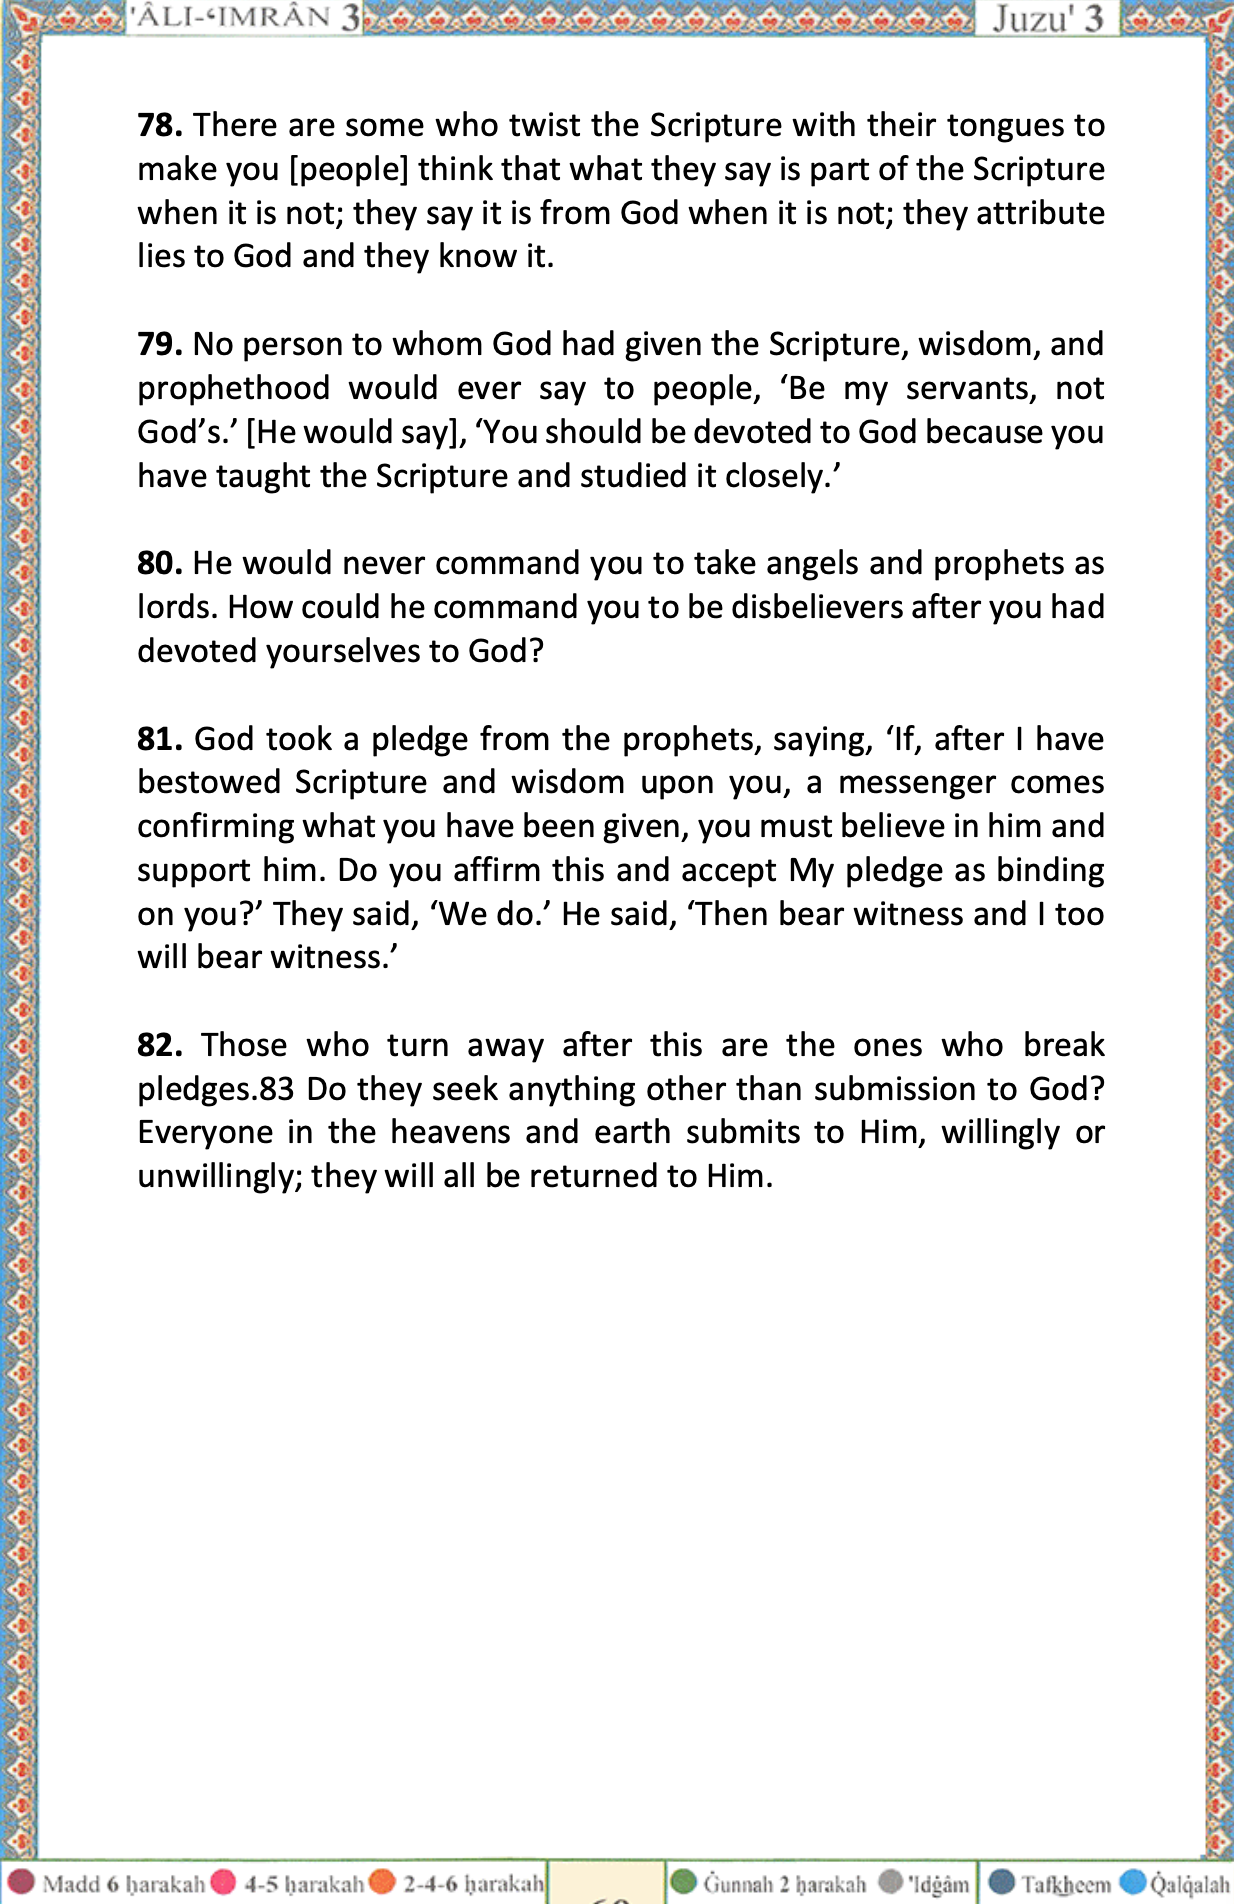 'ÂLI-‘IMRÂN 3
Juzu' 3
78. There are some who twist the Scripture with their tongues to
make you [people] think that what they say is part of the Scripture
when it is not; they say it is from God when it is not; they attribute
lies to God and they know it.
79. No person to whom God had given the Scripture, wisdom, and
prophethood would ever say to people, ‘Be my servants, not
God’s.’ [He would say], ‘You should be devoted to God because you
have taught the Scripture and studied it closely.’
80. He would never command you to take angels and prophets as
lords. How could he command you to be disbelievers after you had
devoted yourselves to God?
81. God took a pledge from the prophets, saying, ‘If, after I have
bestowed Scripture and wisdom upon you, a messenger comes
confirming what you have been given, you must believe in him and
support him. Do you affirm this and accept My pledge as binding
on you?’ They said, ‘We do.’ He said, ‘Then bear witness and I too
will bear witness.’
82. Those who turn away after this are the ones who break
pledges.83 Do they seek anything other than submission to God?
Everyone in the heavens and earth submits to Him, willingly or
unwillingly; they will all be returned to Him.
Madd 6 ḥarakah 4-5 ḥarakah 2-4-6 ḥarakah Ġunnah 2 ḥarakah 'Idġâm Tafkheem Qalqalah